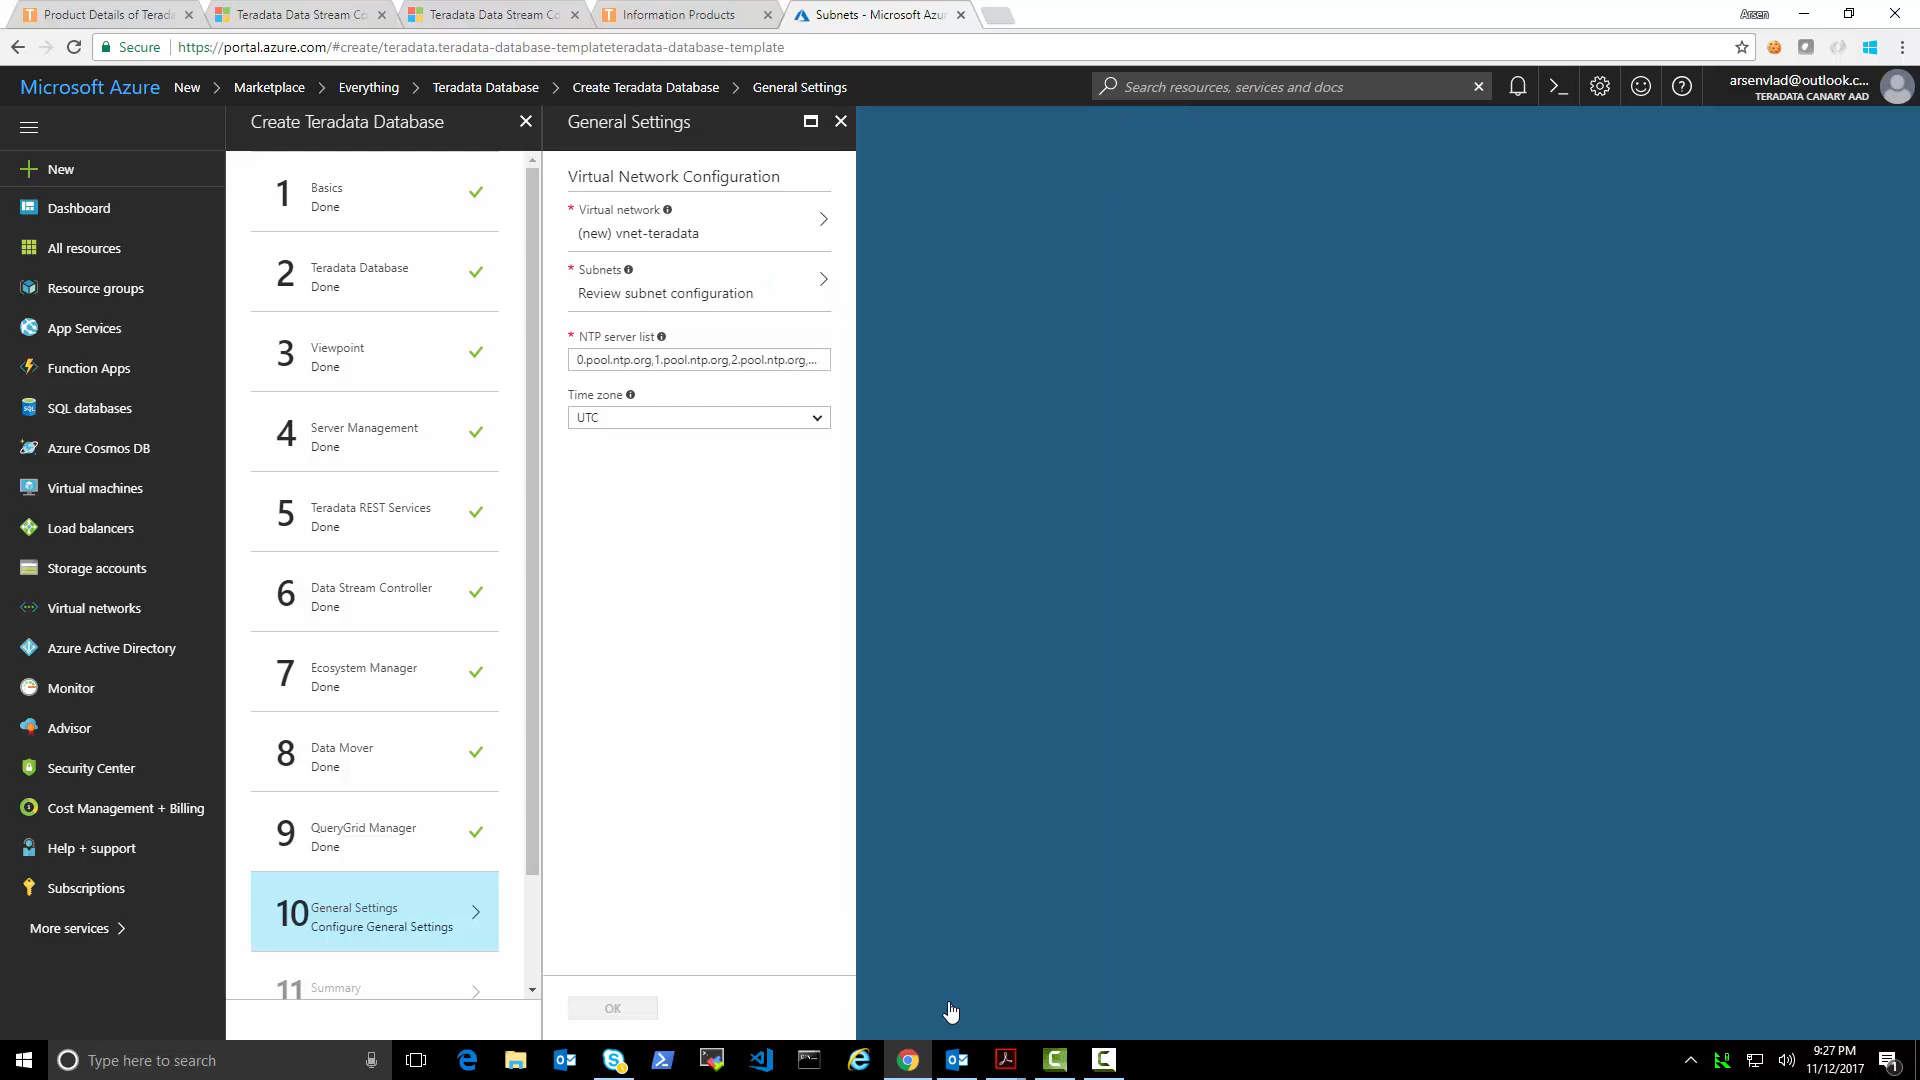 Product Details of Terada
Teradata Data Stream Co
Teradata Data Stream Co
Information Products
Subnets - Microsoft Azur
Arsen
Secure
https://portal.azure.com/#create/teradata.teradata-database-templateteradata-database-template
Microsoft Azure
New
Marketplace
Everything
Teradata Database
Create Teradata Database
General Settings
Search resources, services and docs
arsenvlad@outlook.c...
TERADATA CANARY AAD
New
Dashboard
All resources
Resource groups
App Services
Function Apps
SQL databases
Azure Cosmos DB
Virtual machines
Load balancers
Storage accounts
Virtual networks
Azure Active Directory
Monitor
Advisor
Security Center
Cost Management + Billing
Help + support
Subscriptions
More services
Create Teradata Database
1 Basics
Done
2 Teradata Database
Done
3 Viewpoint
Done
4 Server Management
Done
5 Teradata REST Services
Done
6 Data Stream Controller
Done
7 Ecosystem Manager
Done
8 Data Mover
Done
9 QueryGrid Manager
Done
10 General Settings
Configure General Settings
11 Summary
General Settings
Virtual Network Configuration
* Virtual network
(new) vnet-teradata
* Subnets
Review subnet configuration
* NTP server list
0.pool.ntp.org,1.pool.ntp.org,2.pool.ntp.org,...
Time zone
UTC
OK
Type here to search
9:27 PM
11/12/2017
1